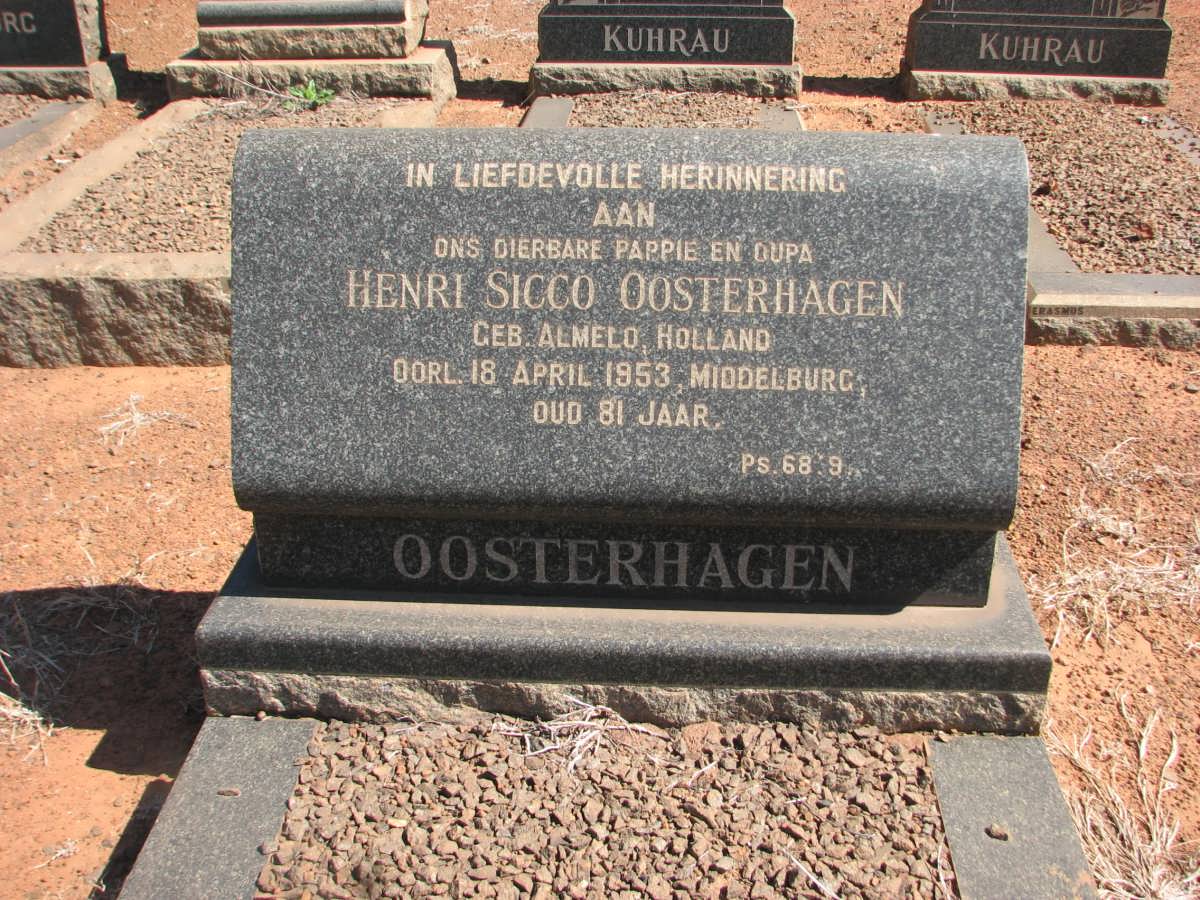 RG
KUHRAU
KUHRAU
IN LIEFDEVOLLE HERINNERING
AAN
ONS DIERBARE PAPPIE EN OUPA
HENRI SICCO OOSTERHAGEN
GEB. ALMELO, HOLLAND
OORL. 18 APRIL 1953, MIDDELBURG,
OUD 81 JAAR.
PS. 68:9.
OOSTERHAGEN
ERASMUS